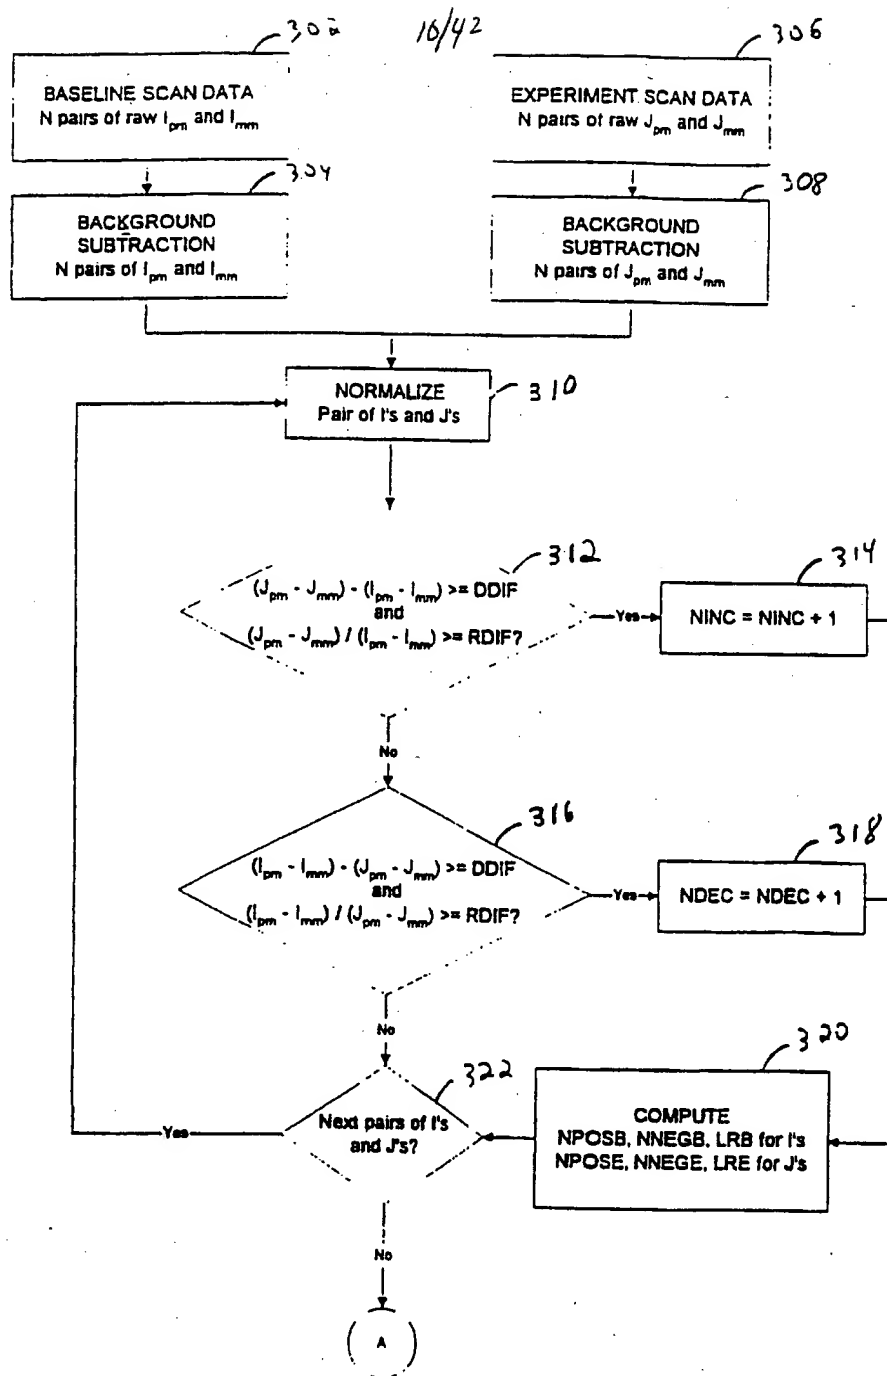 302
10/42
306
BASELINE SCAN DATA
N pairs of raw Ipm and Imm
EXPERIMENT SCAN DATA
N pairs of raw Jpm and Jmm
304
308
BACKGROUND
SUBTRACTION
N pairs of Ipm and Imm
BACKGROUND
SUBTRACTION
N pairs of Jpm and Jmm
NORMALIZE
Pair of I's and J's
310
312
(Jpm - Jmm) - (Ipm - Imm) >= DDIF
and
(Jpm - Jmm) / (Ipm - Imm) >= RDIF?
Yes
314
NINC = NINC + 1
No
316
(Ipm - Imm) - (Jpm - Jmm) >= DDIF
and
(Ipm - Imm) / (Jpm - Jmm) >= RDIF?
Yes
318
NDEC = NDEC + 1
No
322
Next pairs of I's
and J's?
Yes
320
COMPUTE
NPOSB, NNEGB, LRB for I's
NPOSE, NNEGE, LRE for J's
No
A